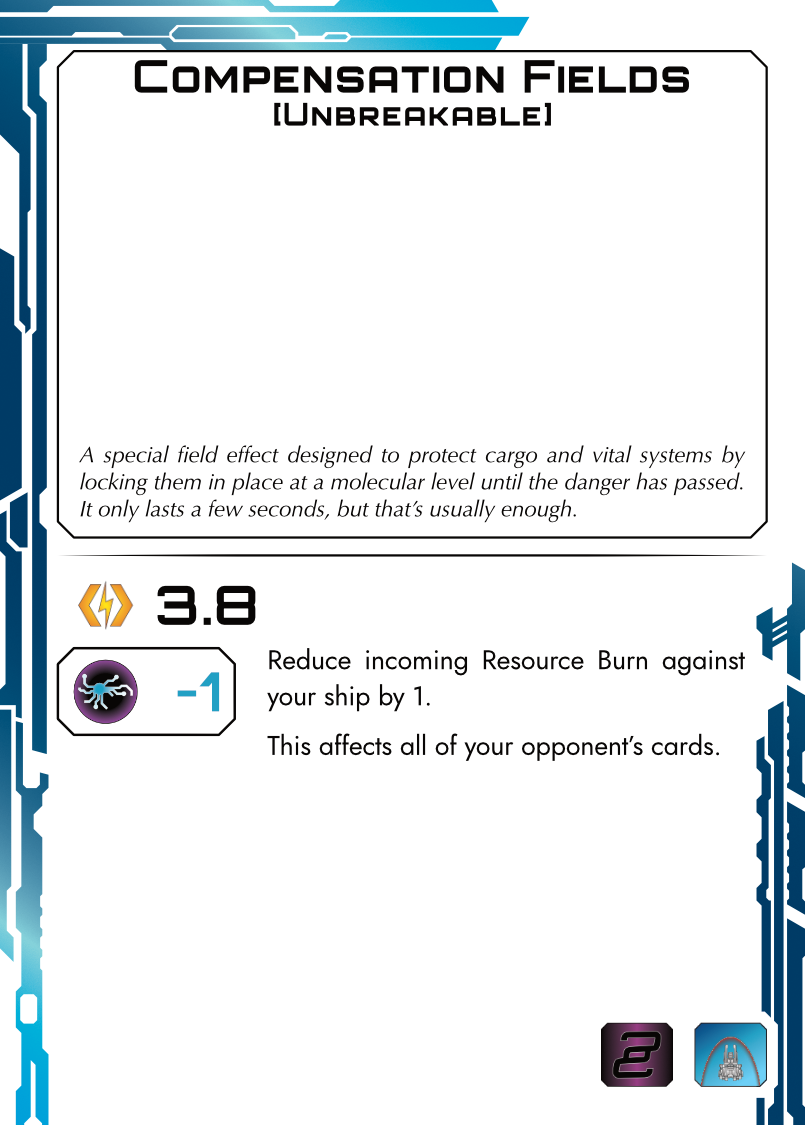 Compensation Fields
[Unbreakable]
A special field effect designed to protect cargo and vital systems by
locking them in place at a molecular level until the danger has passed.
It only lasts a few seconds, but that's usually enough.
3.8
-1
Reduce incoming Resource Burn against
your ship by 1.
This affects all of your opponent's cards.